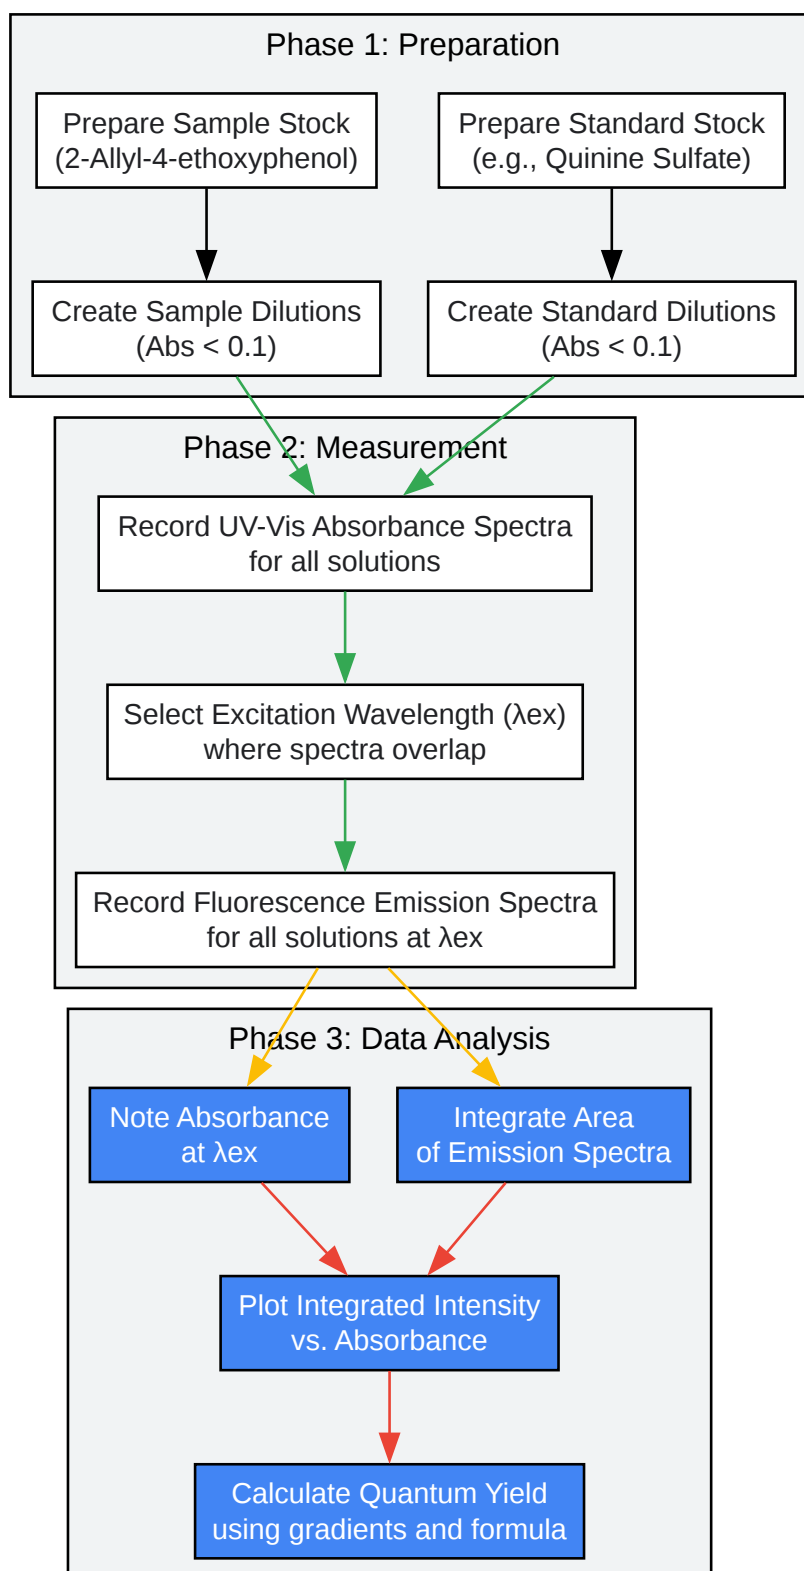 Phase 1: Preparation
Prepare Sample Stock
(2-Allyl-4-ethoxyphenol)
Prepare Standard Stock
(e.g., Quinine Sulfate)
Create Sample Dilutions
(Abs < 0.1)
Create Standard Dilutions
(Abs < 0.1)
Phase 2: Measurement
Record UV-Vis Absorbance Spectra
for all solutions
Select Excitation Wavelength (λex)
where spectra overlap
Record Fluorescence Emission Spectra
for all solutions at λex
Phase 3: Data Analysis
Note Absorbance
at λex
Integrate Area
of Emission Spectra
Plot Integrated Intensity
vs. Absorbance
Calculate Quantum Yield
using gradients and formula